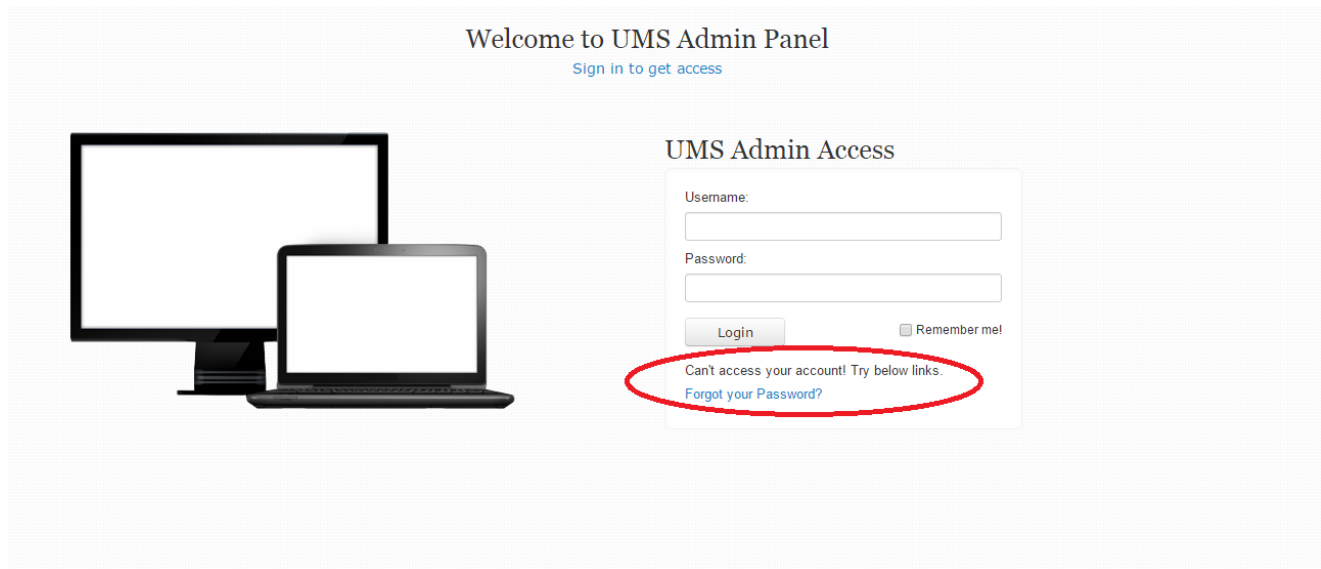 Welcome to UMS Admin Panel
Sign in to get access
UMS Admin Access
Username:
Password:
Login
Remember me!
Can't access your account! Try below links.
Forgot your Password?